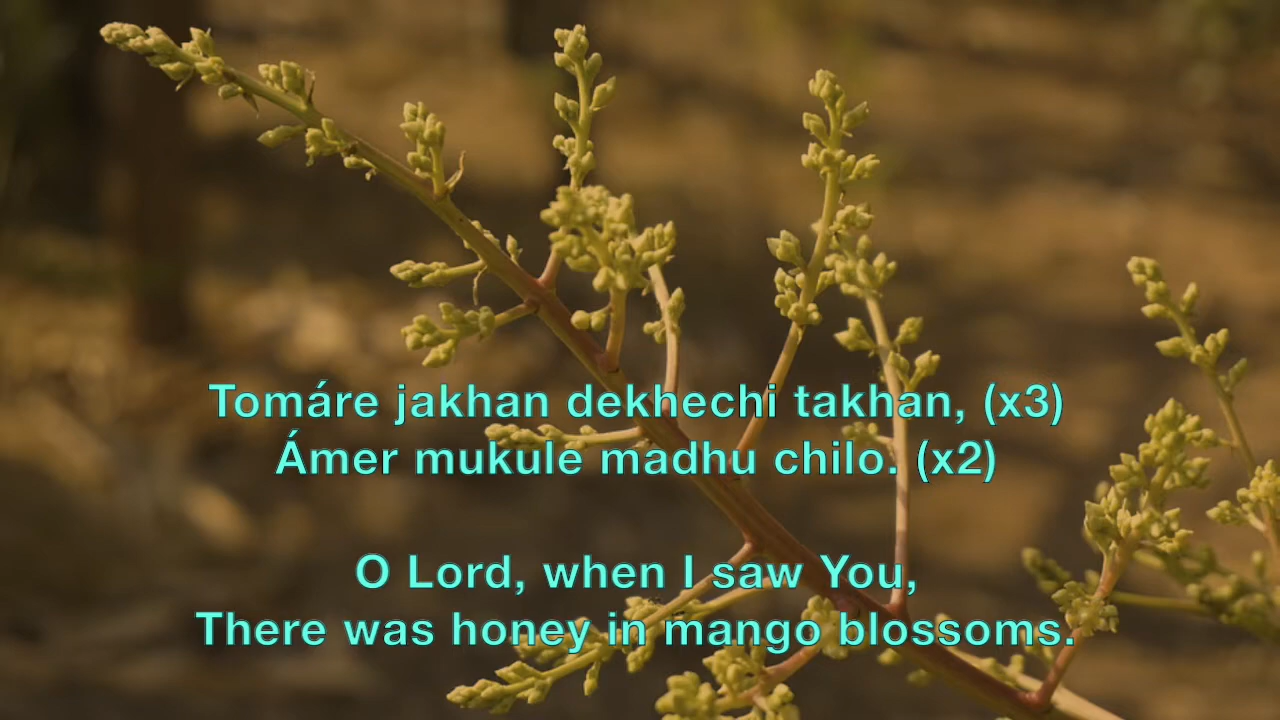 Tomáre jakhan dekhechi takhan, (x3)
Ámer mukule madhu chilo. (x2)
O Lord, when I saw You,
There was honey in mango blossoms.